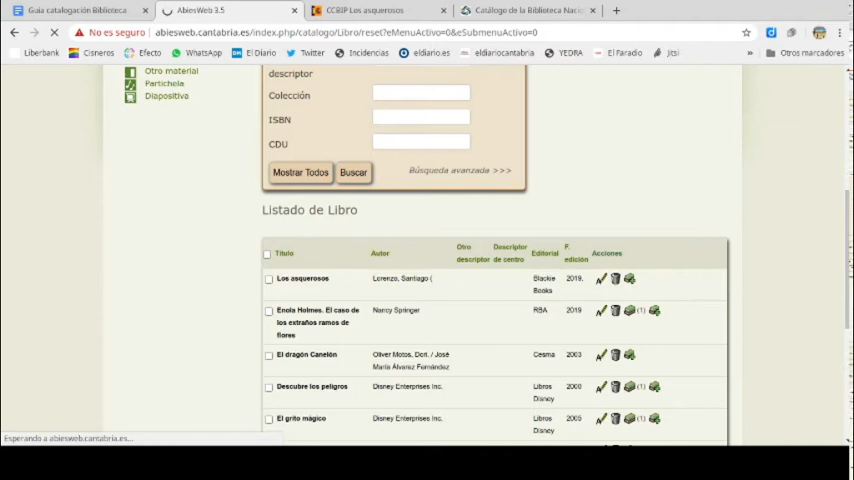 Guia catalogación Biblioteca
AbiesWeb 3.5
CCBIP Los asquerosos
Catálogo de la Biblioteca Nacio
No es seguro
abiesweb.cantabria.es/index.php/catalogo/Libro/reset?eMenuActivo=0&eSubmenuActivo=0
Liberbank Cisneros Efecto WhatsApp El Diario Twitter Incidencias eldiario.es eldiariocantabria YEDRA El Faradio Jitsi Otros marcadores
Otro material
Partichela
Diapositiva
descriptor
Colección
ISBN
CDU
Mostrar Todos Buscar Búsqueda avanzada >>>
Listado de Libro
Título Autor Otro descriptor Descriptor de centro Editorial F. edición Acciones
Los asquerosos Lorenzo, Santiago ( Blackie Books 2019.
Enola Holmes. El caso de los extraños ramos de flores Nancy Springer RBA 2019 (1)
El dragón Canelón Oliver Motos, Dori. / José María Álvarez Fernández Cesma 2003
Descubre los peligros Disney Enterprises Inc. Libros Disney 2000 (1)
El grito mágico Disney Enterprises Inc. Libros Disney 2005 (1)
Esperando a abiesweb.cantabria.es...